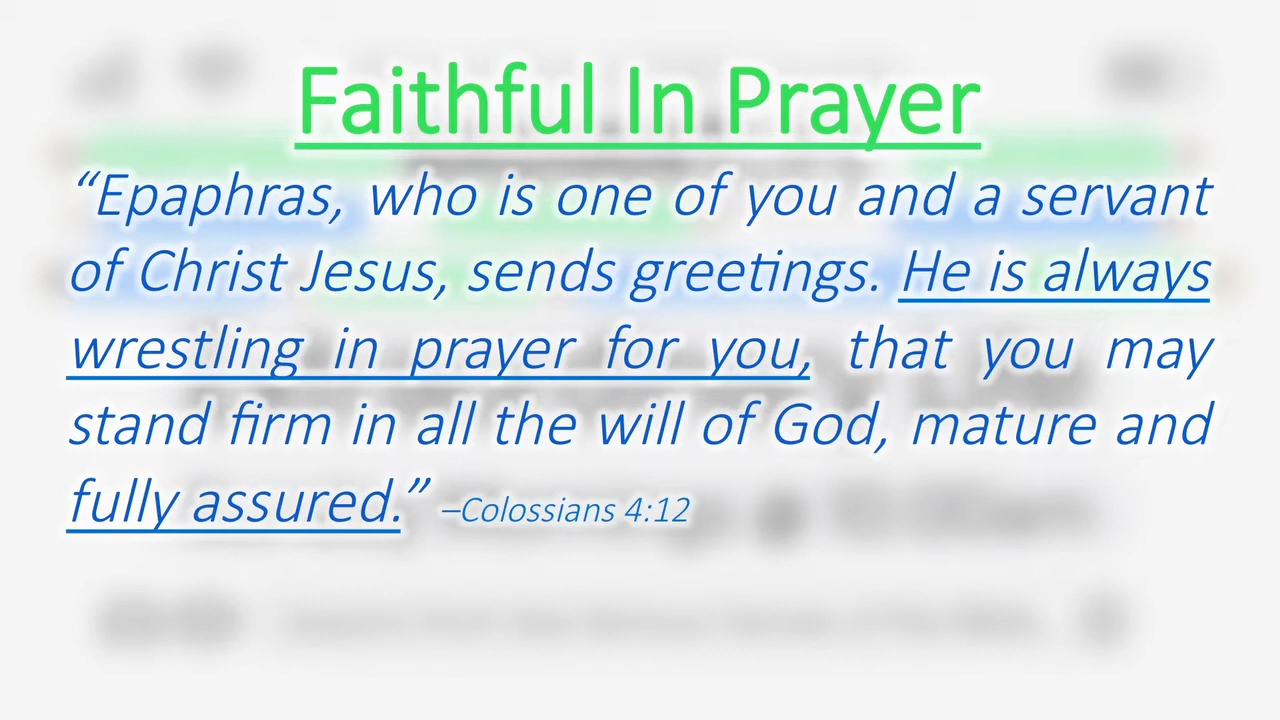 Faithful In Prayer
“Epaphras, who is one of you and a servant
of Christ Jesus, sends greetings. He is always
wrestling in prayer for you, that you may
stand firm in all the will of God, mature and
fully assured.” –Colossians 4:12